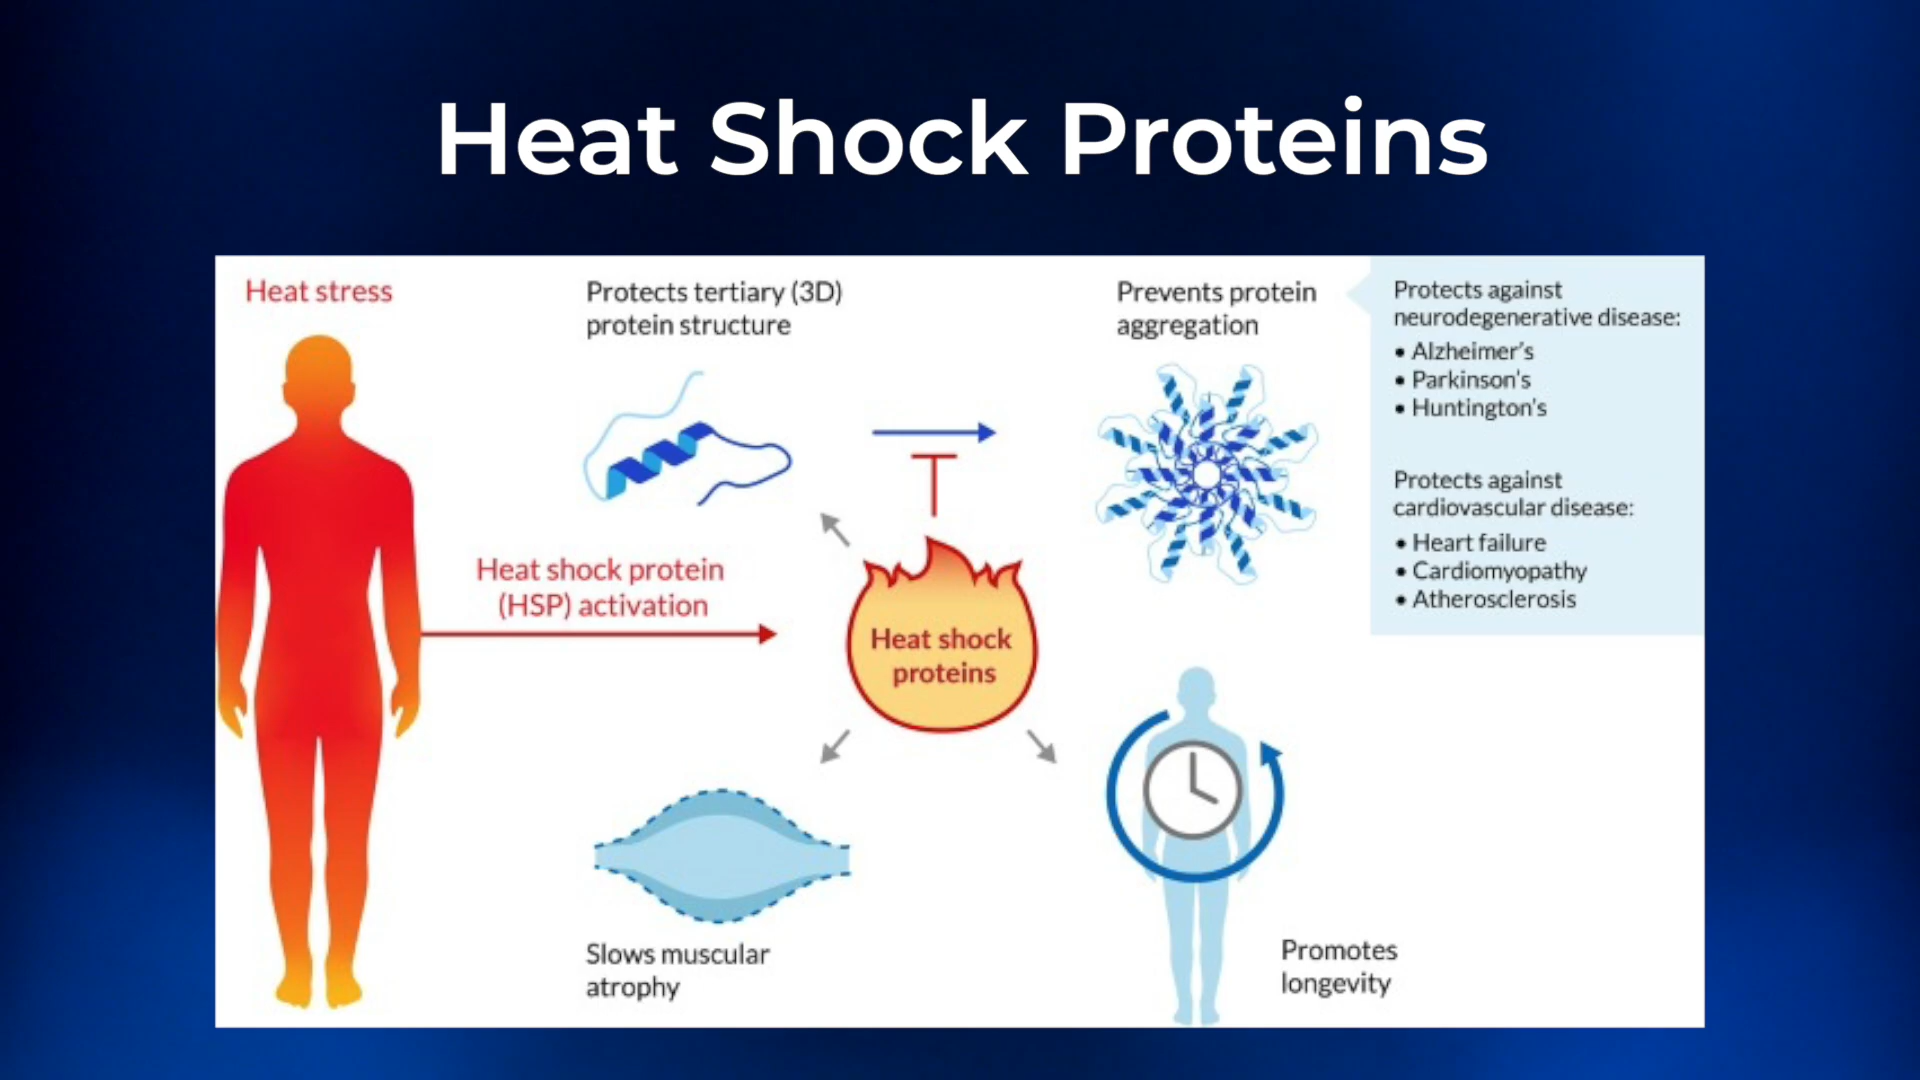 Heat Shock Proteins
Heat stress
Protects tertiary (3D)
protein structure
Prevents protein
aggregation
Protects against
neurodegenerative disease:
• Alzheimer's
• Parkinson's
• Huntington's
Protects against
cardiovascular disease:
• Heart failure
• Cardiomyopathy
• Atherosclerosis
Heat shock protein
(HSP) activation
Heat shock
proteins
Slows muscular
atrophy
Promotes
longevity